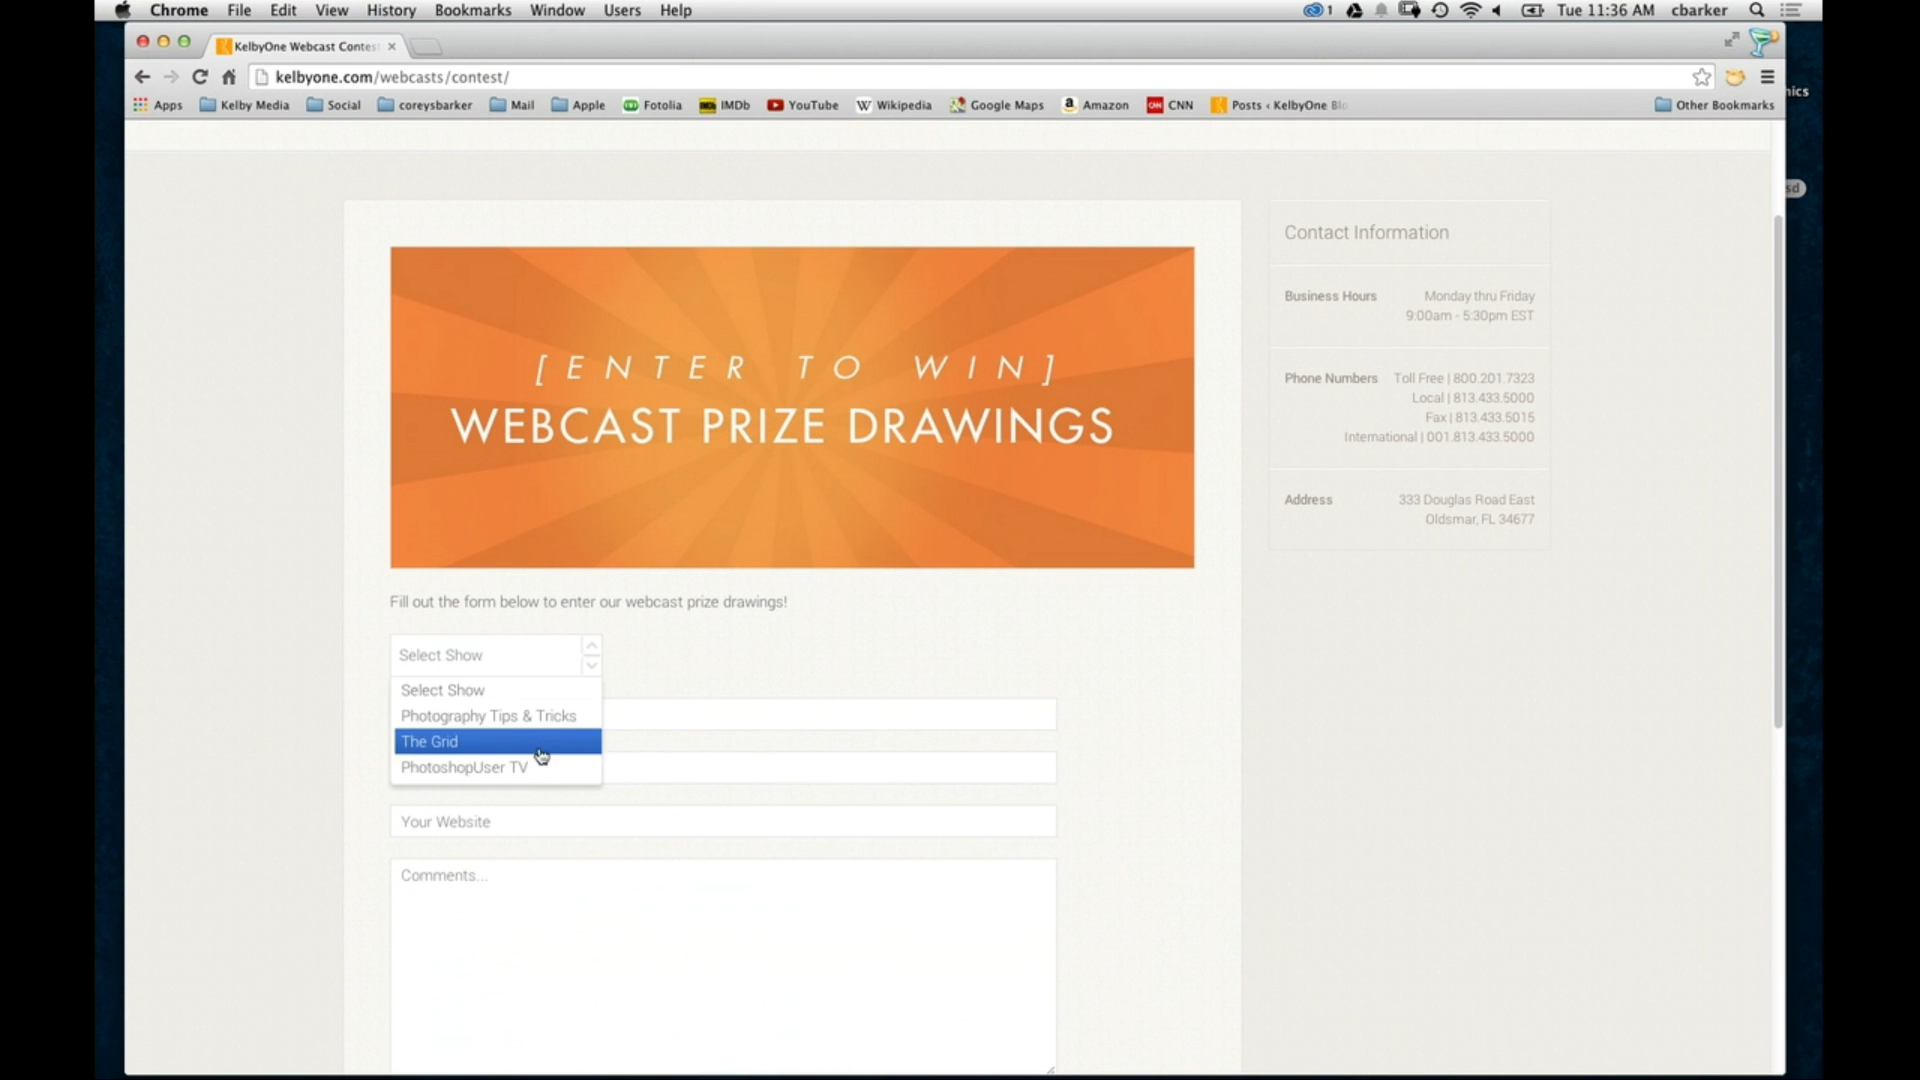 Chrome File Edit View History Bookmarks Window Users Help
1 Tue 11:36 AM cbarker
KelbyOne Webcast Contes
kelbyone.com/webcasts/contest/
Apps Kelby Media Social coreysbarker Mail Apple Fotolia IMDb YouTube Wikipedia Google Maps Amazon CNN Posts ‹ KelbyOne Blo Other Bookmarks
nics
sd
[ENTER TO WIN]
WEBCAST PRIZE DRAWINGS
Fill out the form below to enter our webcast prize drawings!
Select Show
Select Show
Photography Tips & Tricks
The Grid
PhotoshopUser TV
Your Website
Comments...
Contact Information
Business Hours Monday thru Friday
9:00am - 5:30pm EST
Phone Numbers Toll Free | 800.201.7323
Local | 813.433.5000
Fax | 813.433.5015
International | 001.813.433.5000
Address 333 Douglas Road East
Oldsmar, FL 34677